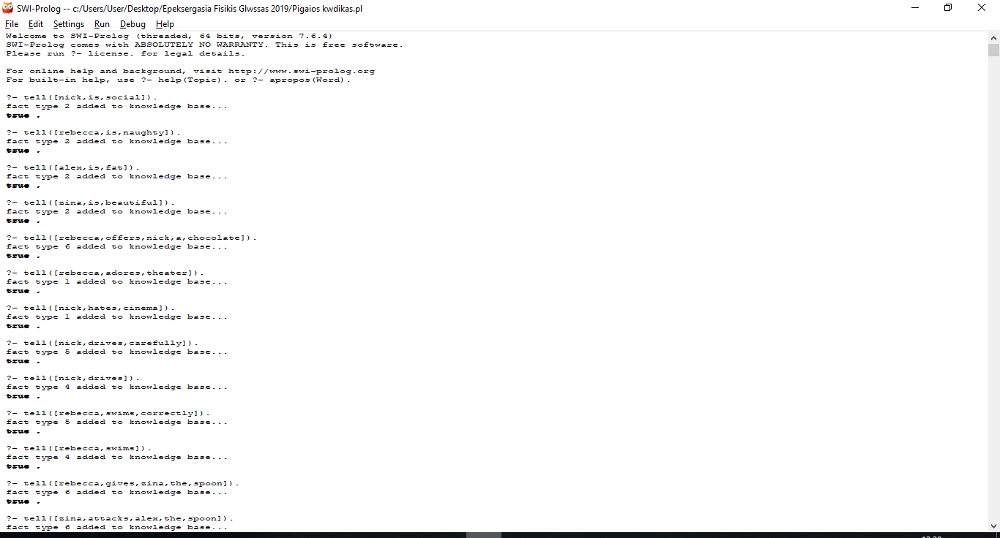 SWI-Prolog -- c:/Users/User/Desktop/Epeksergasia Fisikis Glwssas 2019/Pigaios kwdikas.pl
File Edit Settings Run Debug Help
Welcome to SWI-Prolog (threaded, 64 bits, version 7.6.4)
SWI-Prolog comes with ABSOLUTELY NO WARRANTY. This is free software.
Please run ?- license. for legal details.
For online help and background, visit http://www.swi-prolog.org
For built-in help, use ?- help(Topic). or ?- apropos(Word).
?- tell([nick,is,social]).
fact type 2 added to knowledge base...
true .
?- tell([rebecca,is,naughty]).
fact type 2 added to knowledge base...
true .
?- tell([alex,is,fat]).
fact type 2 added to knowledge base...
true .
?- tell([zina,is,beautiful]).
fact type 2 added to knowledge base...
true .
?- tell([rebecca,offers,nick,a,chocolate]).
fact type 6 added to knowledge base...
true .
?- tell([rebecca,adores,theater]).
fact type 1 added to knowledge base...
true .
?- tell([nick,hates,cinema]).
fact type 1 added to knowledge base...
true .
?- tell([nick,drives,carefully]).
fact type 5 added to knowledge base...
true .
?- tell([nick,drives]).
fact type 4 added to knowledge base...
true .
?- tell([rebecca,swims,correctly]).
fact type 5 added to knowledge base...
true .
?- tell([rebecca,swims]).
fact type 4 added to knowledge base...
true .
?- tell([rebecca,gives,zina,the,spoon]).
fact type 6 added to knowledge base...
true .
?- tell([zina,attacks,alex,the,spoon]).
fact type 6 added to knowledge base...